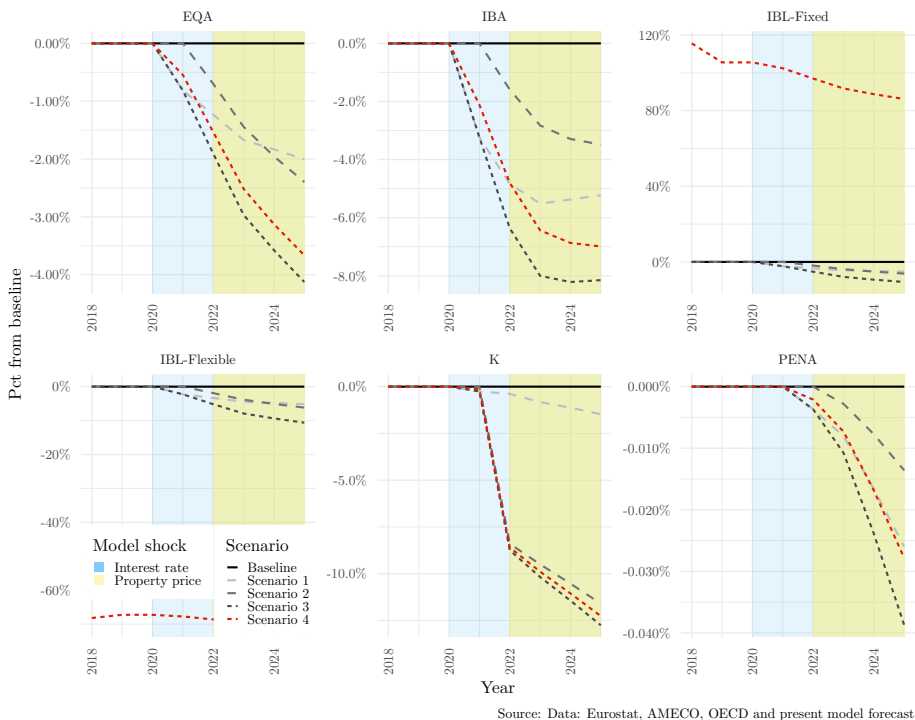 EQA
IBA
IBL-Fixed
0.00%
-1.00%
-2.00%
-3.00%
-4.00%
0.0%
-2.0%
-4.0%
-6.0%
-8.0%
120%
80%
40%
0%
2018
2020
2022
2024
2018
2020
2022
2024
2018
2020
2022
2024
Pct from baseline
IBL-Flexible
K
PENA
0%
-20%
-40%
-60%
0.0%
-5.0%
-10.0%
0.000%
-0.010%
-0.020%
-0.030%
-0.040%
Model shock
Interest rate
Property price
Scenario
Baseline
Scenario 1
Scenario 2
Scenario 3
Scenario 4
2018
2020
2022
2018
2020
2022
2024
2018
2020
2022
2024
Year
Source: Data: Eurostat, AMECO, OECD and present model forecast